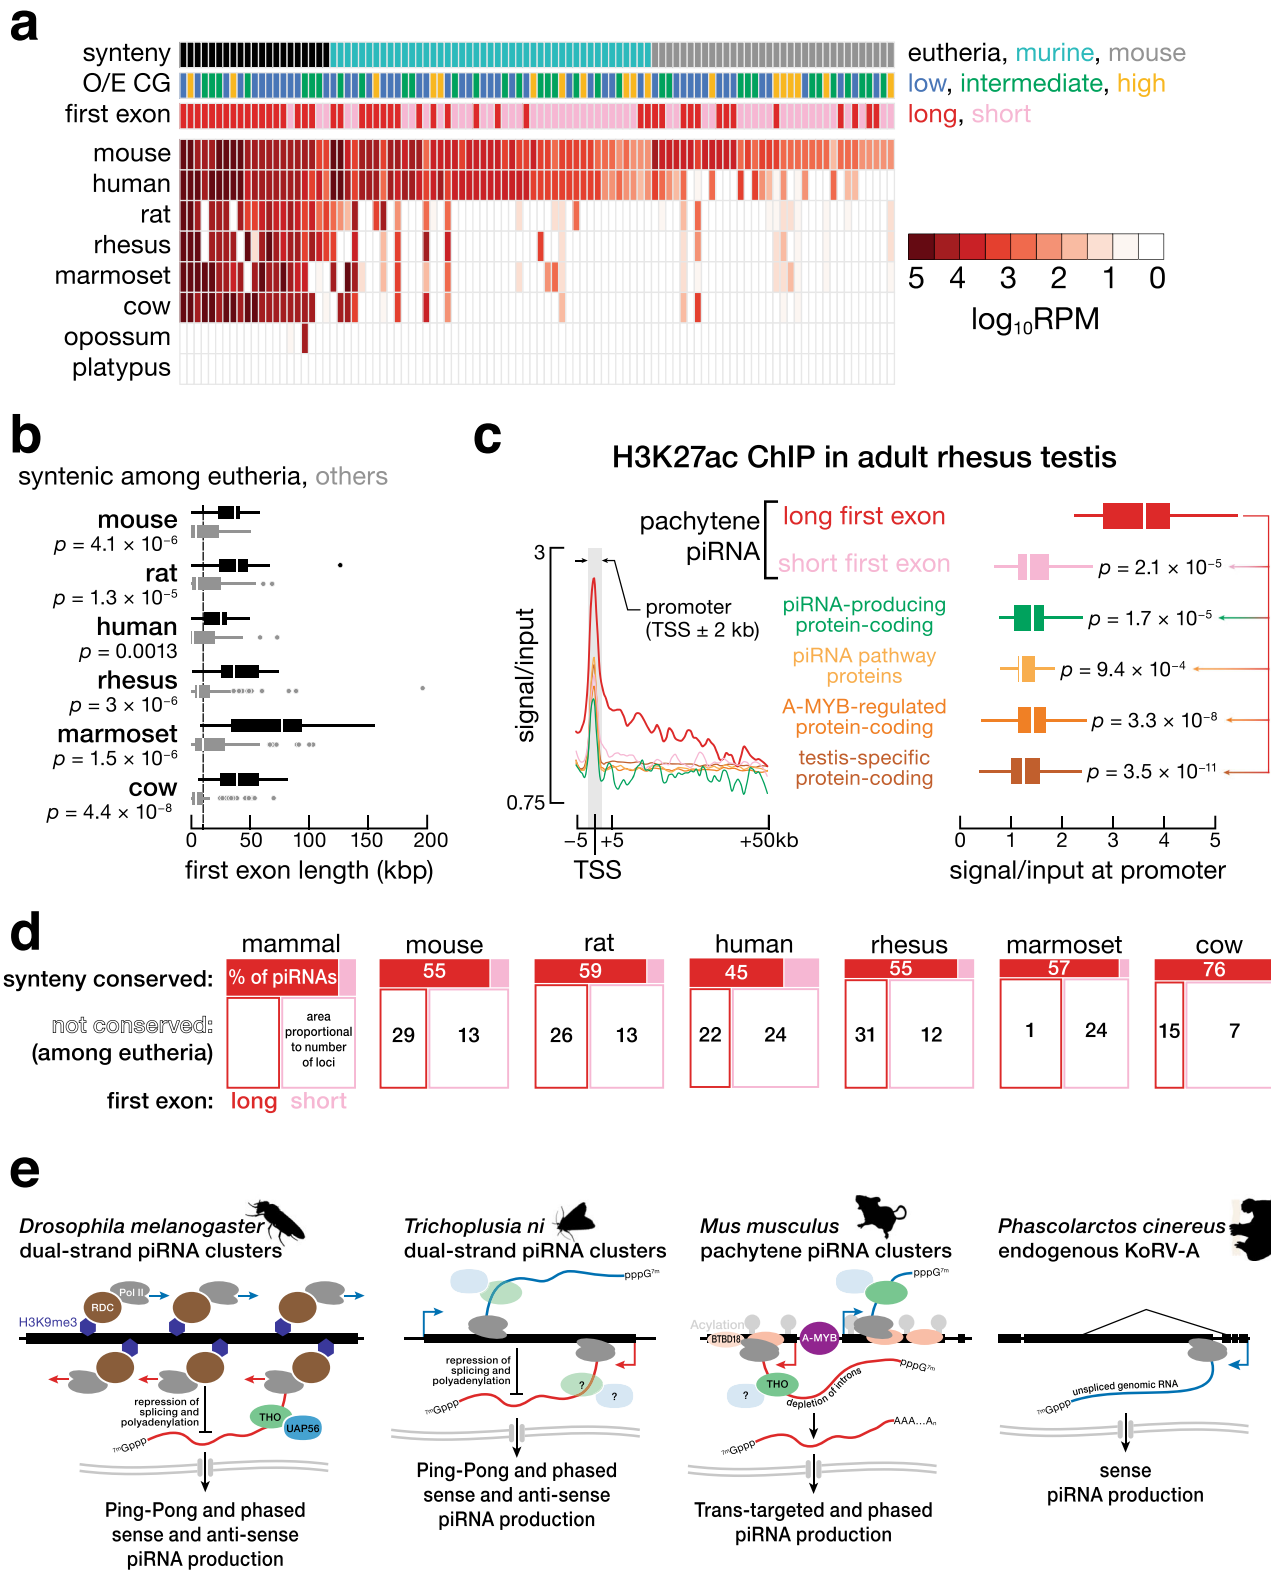 a
synteny
eutheria, murine, mouse
O/E CG
low, intermediate, high
first exon
long, short
mouse
human
rat
rhesus
marmoset
cow
opossum
platypus
5 4 3 2 1 0
log10RPM
b
syntenic among eutheria, others
mouse
p = 4.1 × 10⁻⁶
rat
p = 1.3 × 10⁻⁵
human
p = 0.0013
rhesus
p = 3 × 10⁻⁶
marmoset
p = 1.5 × 10⁻⁶
cow
p = 4.4 × 10⁻⁸
0 50 100 150 200
first exon length (kbp)
c
H3K27ac ChIP in adult rhesus testis
pachytene
piRNA
long first exon
short first exon
piRNA-producing
protein-coding
piRNA pathway
proteins
A-MYB-regulated
protein-coding
testis-specific
protein-coding
3
0.75
signal/input
promoter
(TSS ± 2 kb)
−5 +5 +50kb
TSS
p = 2.1 × 10⁻⁵
p = 1.7 × 10⁻⁵
p = 9.4 × 10⁻⁴
p = 3.3 × 10⁻⁸
p = 3.5 × 10⁻¹¹
0 1 2 3 4 5
signal/input at promoter
d
mammal mouse rat human rhesus marmoset cow
synteny conserved: % of piRNAs 55 59 45 55 57 76
not conserved:
(among eutheria)
area
proportional
to number
of loci
29 13 26 13 22 24 31 12 1 24 15 7
first exon: long short
e
Drosophila melanogaster
dual-strand piRNA clusters
RDC
Pol II
H3K9me3
repression of
splicing and
polyadenylation
THO
UAP56
7mGppp
Ping-Pong and phased
sense and anti-sense
piRNA production
Trichoplusia ni
dual-strand piRNA clusters
pppG7m
repression of
splicing and
polyadenylation
?
?
7mGppp
Ping-Pong and phased
sense and anti-sense
piRNA production
Mus musculus
pachytene piRNA clusters
pppG7m
Acylation
BTBD18
A-MYB
pppG7m
THO
?
depletion of introns
AAA...An
7mGppp
Trans-targeted and phased
piRNA production
Phascolarctos cinereus
endogenous KoRV-A
unspliced genomic RNA
7mGppp
sense
piRNA production